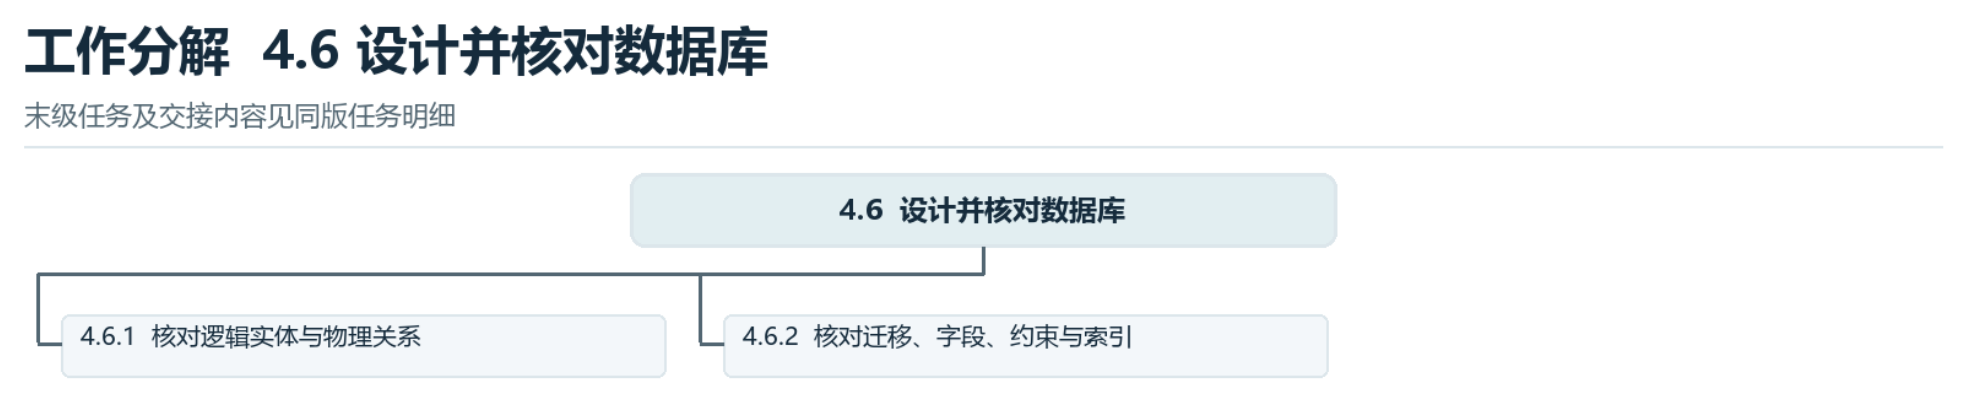 工作分解 4.6 设计并核对数据库
末级任务及交接内容见同版任务明细
4.6 设计并核对数据库
4.6.1 核对逻辑实体与物理关系
4.6.2 核对迁移、字段、约束与索引